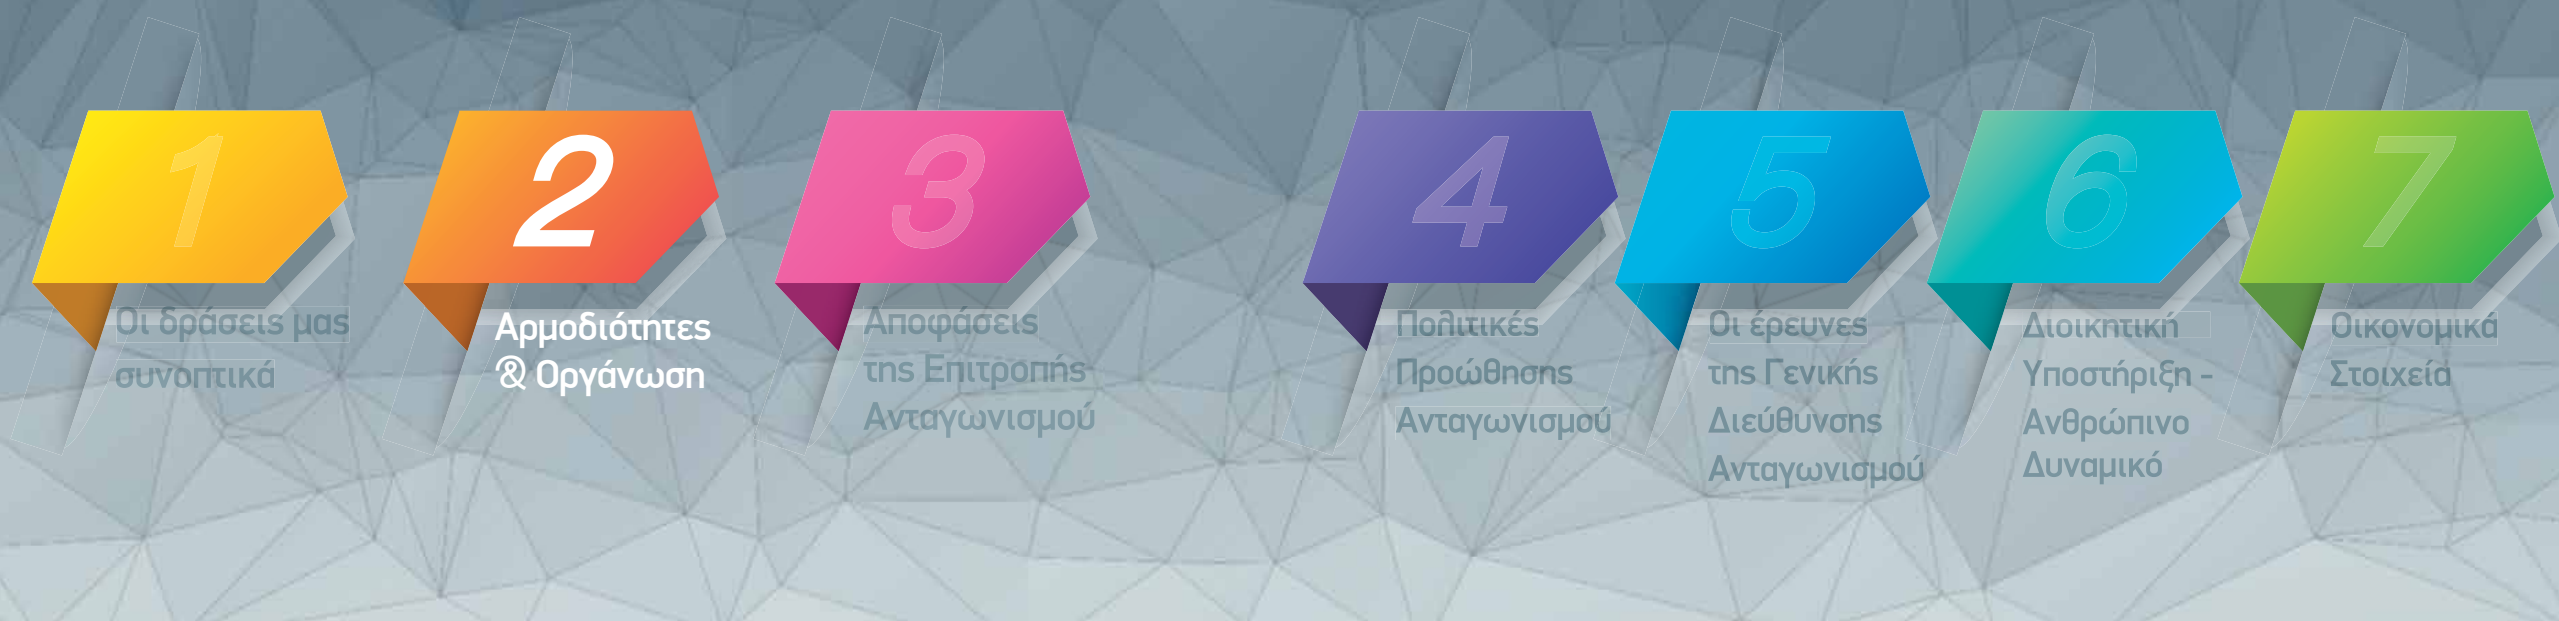 1
Οι δράσεις μας
συνοπτικά
2
Αρμοδιότητες
& Οργάνωση
3
Αποφάσεις
της Επιτροπής
Ανταγωνισμού
4
Πολιτικές
Προώθησης
Ανταγωνισμού
5
Οι έρευνες
της Γενικής
Διεύθυνσης
Ανταγωνισμού
6
Διοικητική
Υποστήριξη -
Ανθρώπινο
Δυναμικό
7
Οικονομικά
Στοιχεία